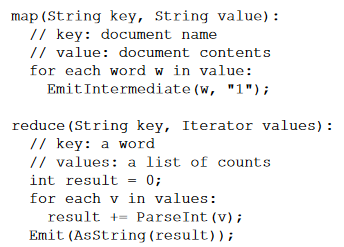 map(String key, String value):
// key: document name
// value: document contents
for each word w in value:
EmitIntermediate(w, "1");
reduce(String key, Iterator values):
// key: a word
// values: a list of counts
int result = 0;
for each v in values:
result += ParseInt(v);
Emit(AsString(result));